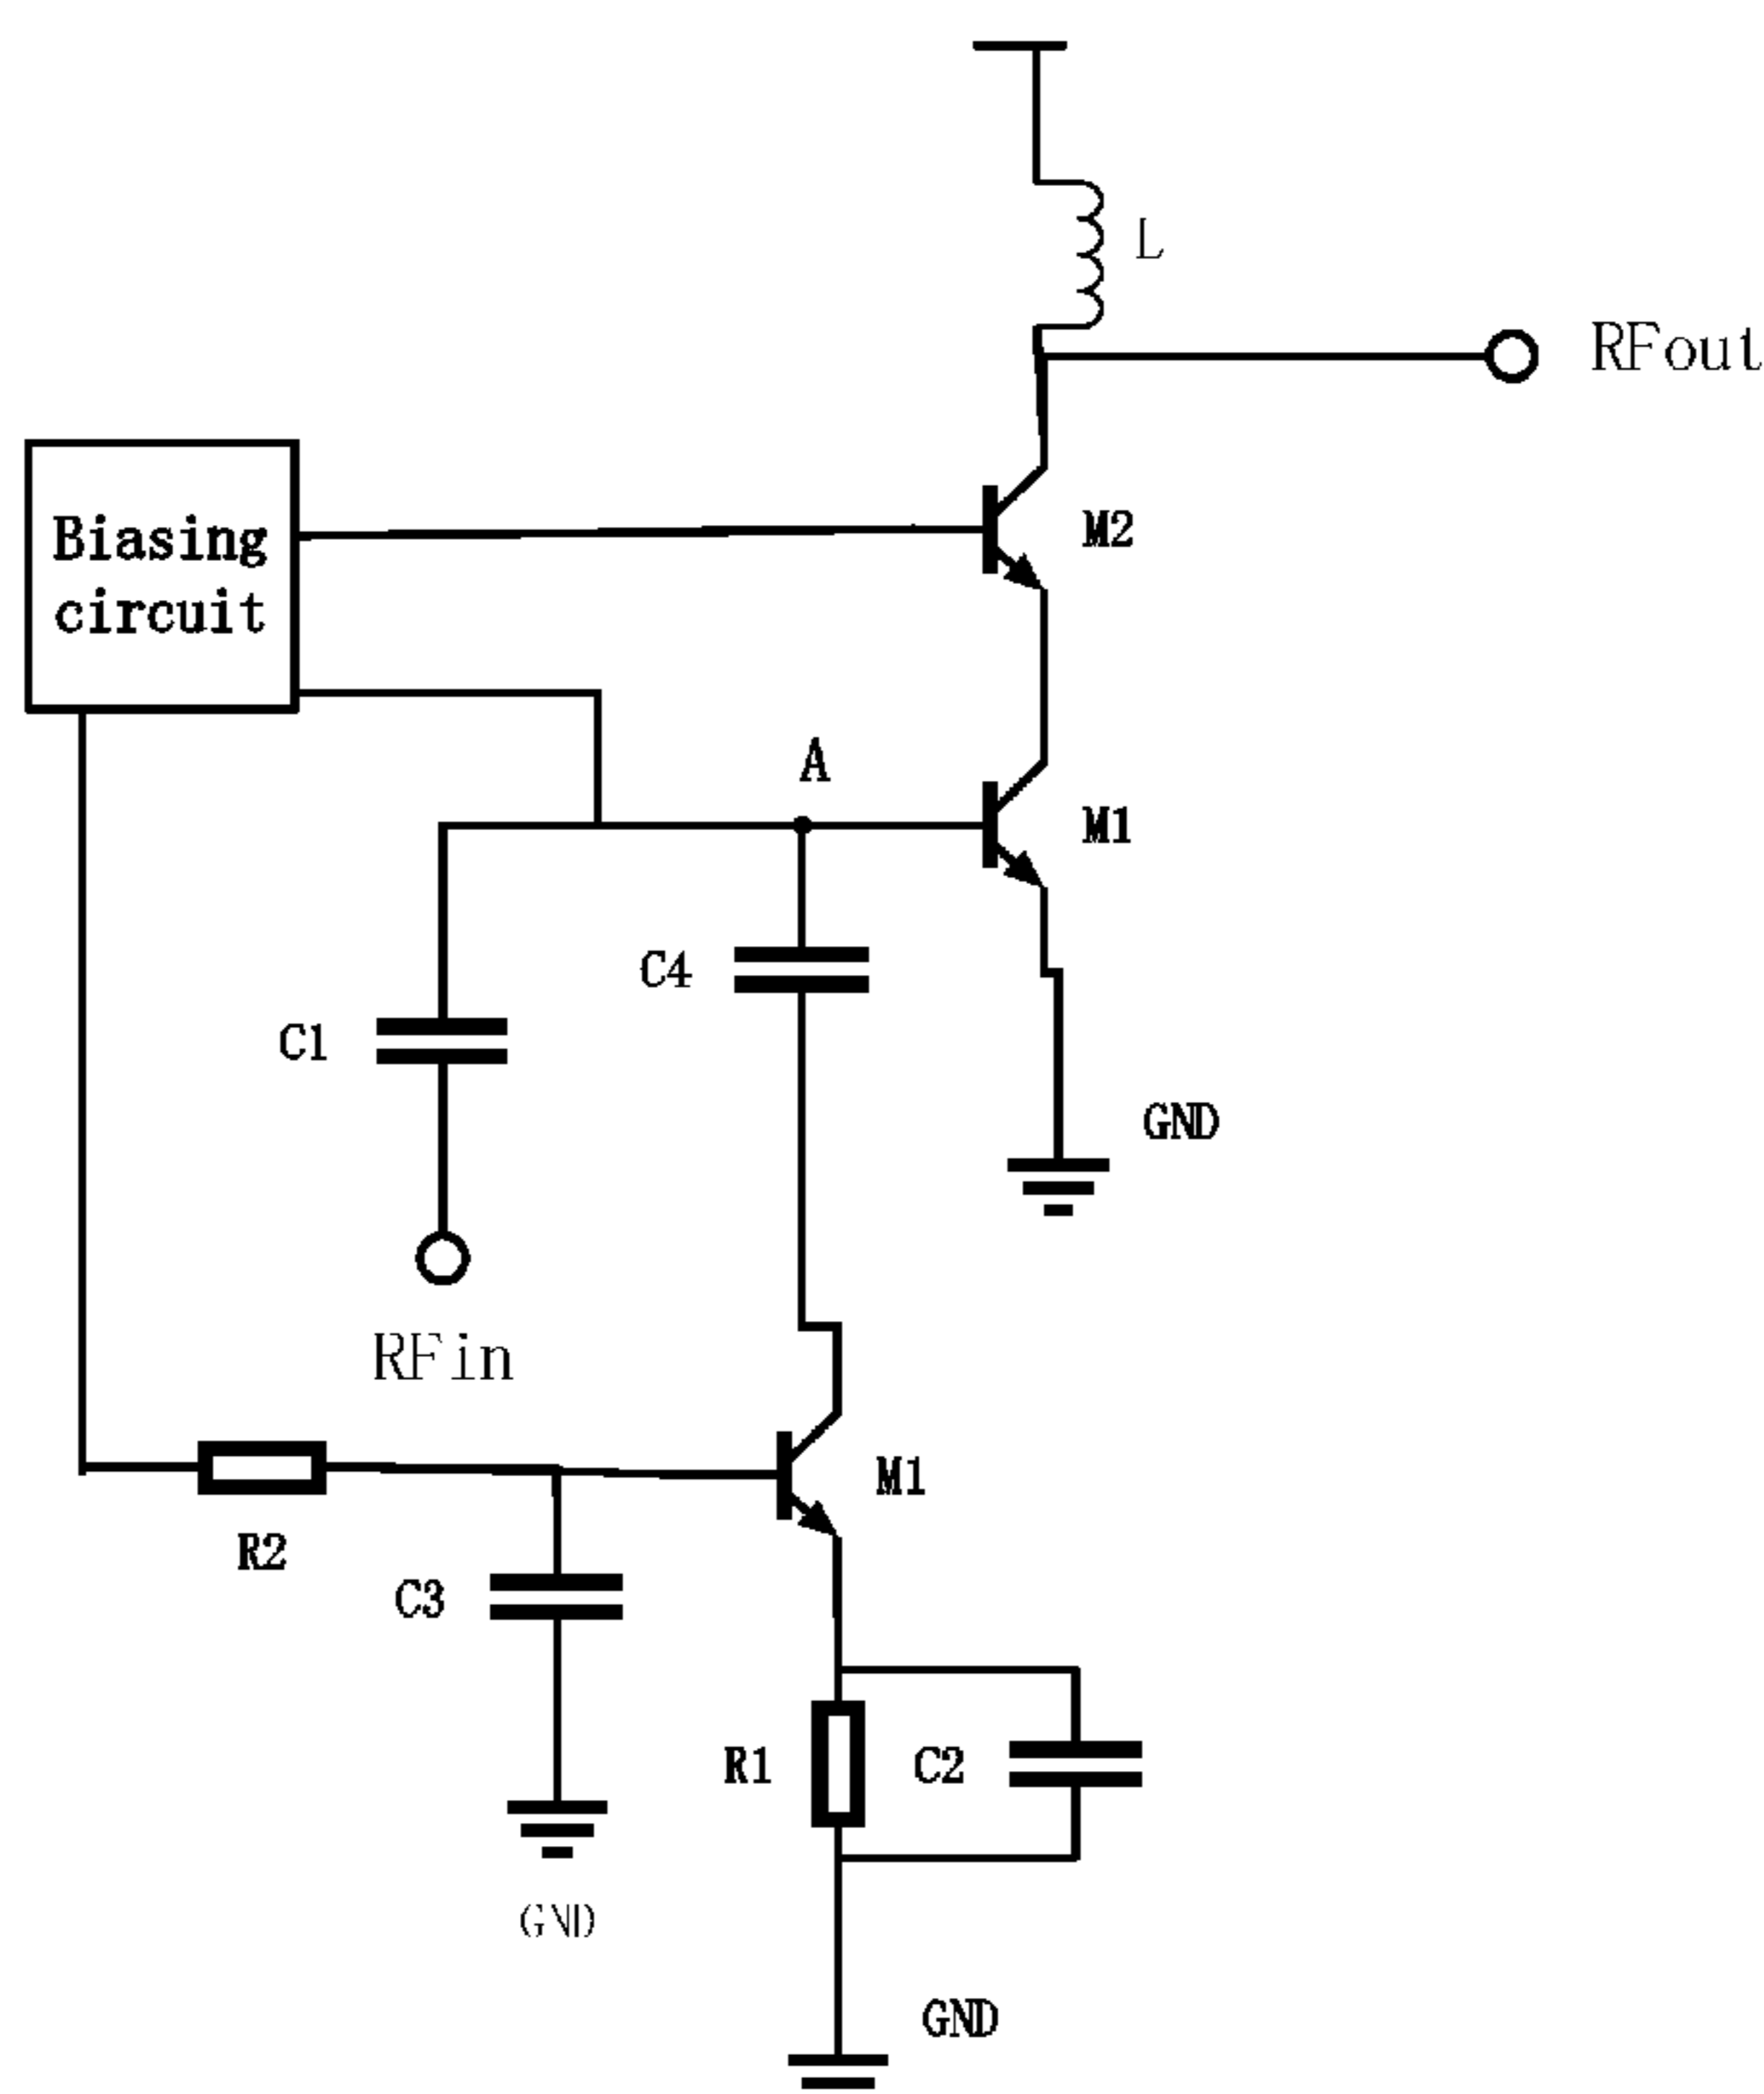 L
RFout
Biasing
circuit
M2
A
M1
C4
C1
GND
RFin
M1
R2
C3
R1
C2
GND
GND